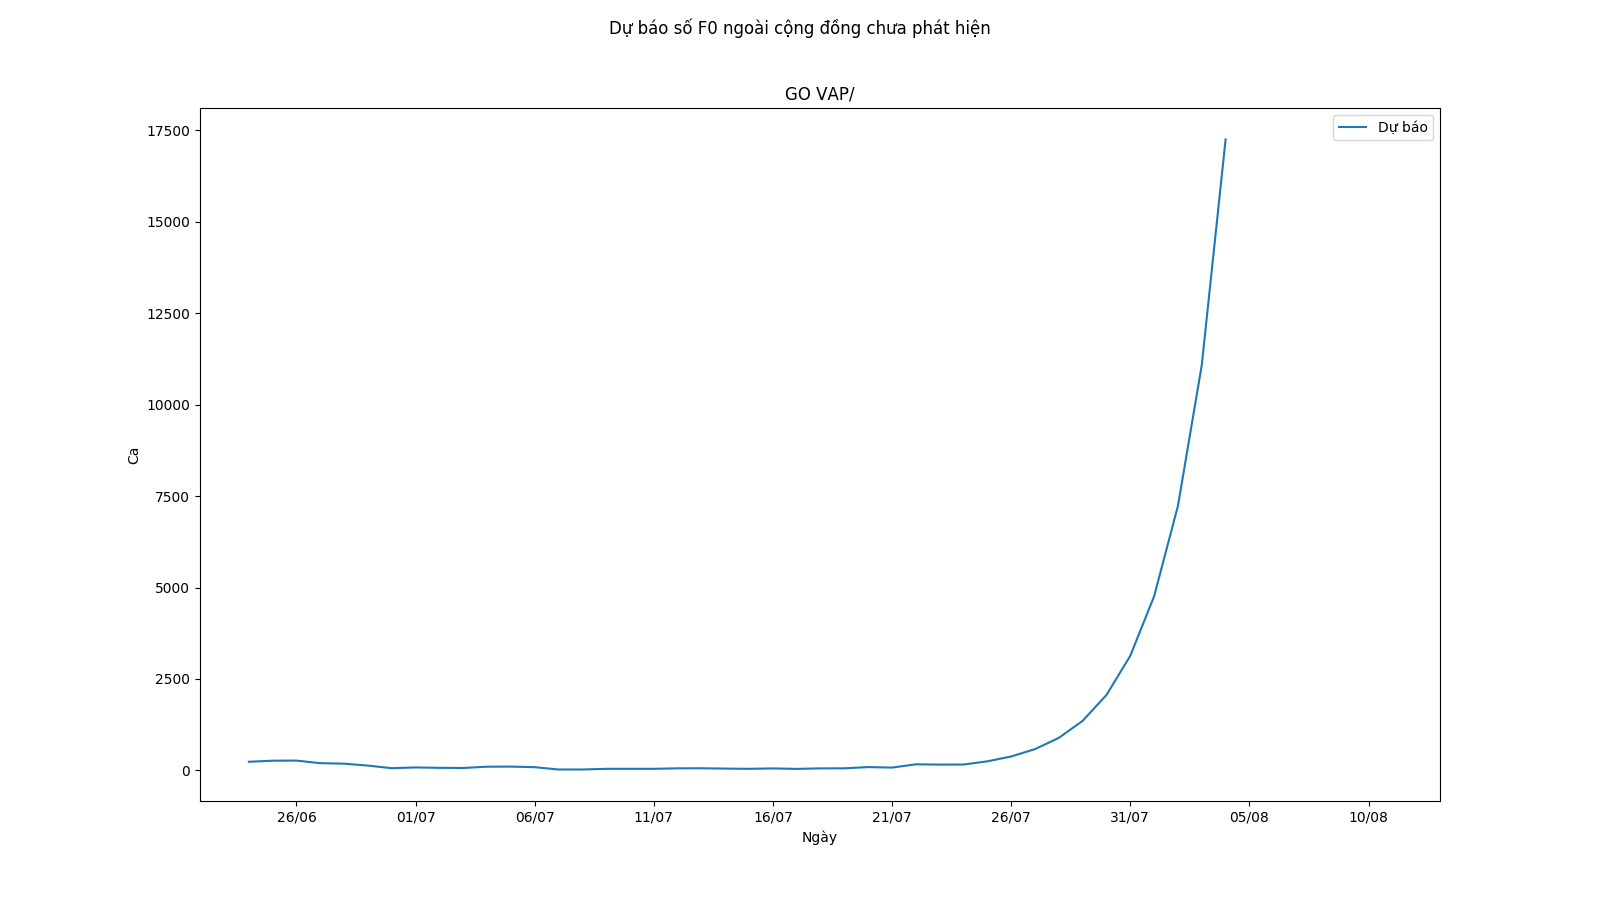 Dự báo số F0 ngoài cộng đồng chưa phát hiện
GO VAP/
Dự báo
17500
15000
12500
10000
7500
5000
2500
0
Ca
26/06 01/07 06/07 11/07 16/07 21/07 26/07 31/07 05/08 10/08
Ngày